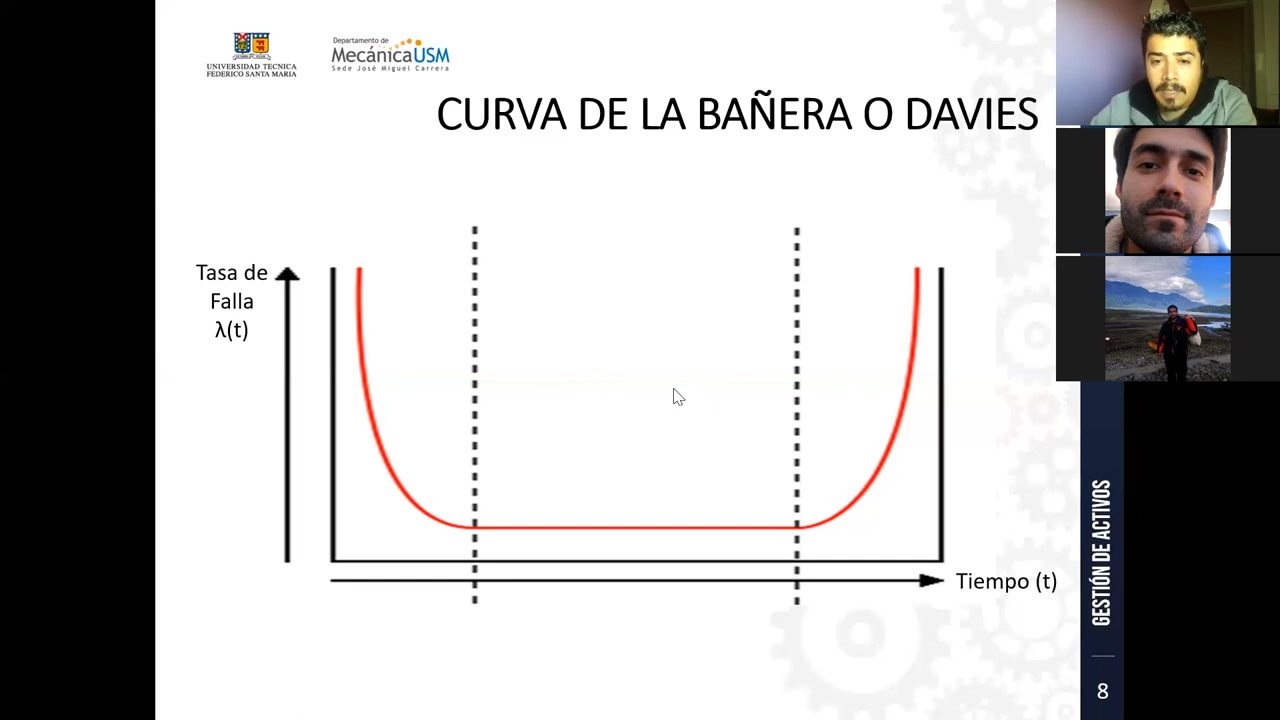 UNIVERSIDAD TECNICA
FEDERICO SANTA MARIA
Departamento de
MecánicaUSM
Sede José Miguel Carrera
CURVA DE LA BAÑERA O DAVIES
Tasa de
Falla
λ(t)
Tiempo (t)
GESTIÓN DE ACTIVOS
8